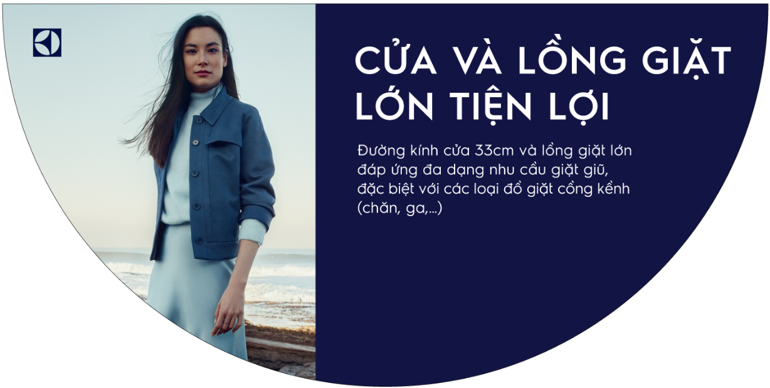 CỬA VÀ LỒNG GIẶT
LỚN TIỆN LỢI
Đường kính cửa 33cm và lồng giặt lớn
đáp ứng đa dạng nhu cầu giặt giũ,
đặc biệt với các loại đồ giặt cồng kềnh
(chăn, ga,...)